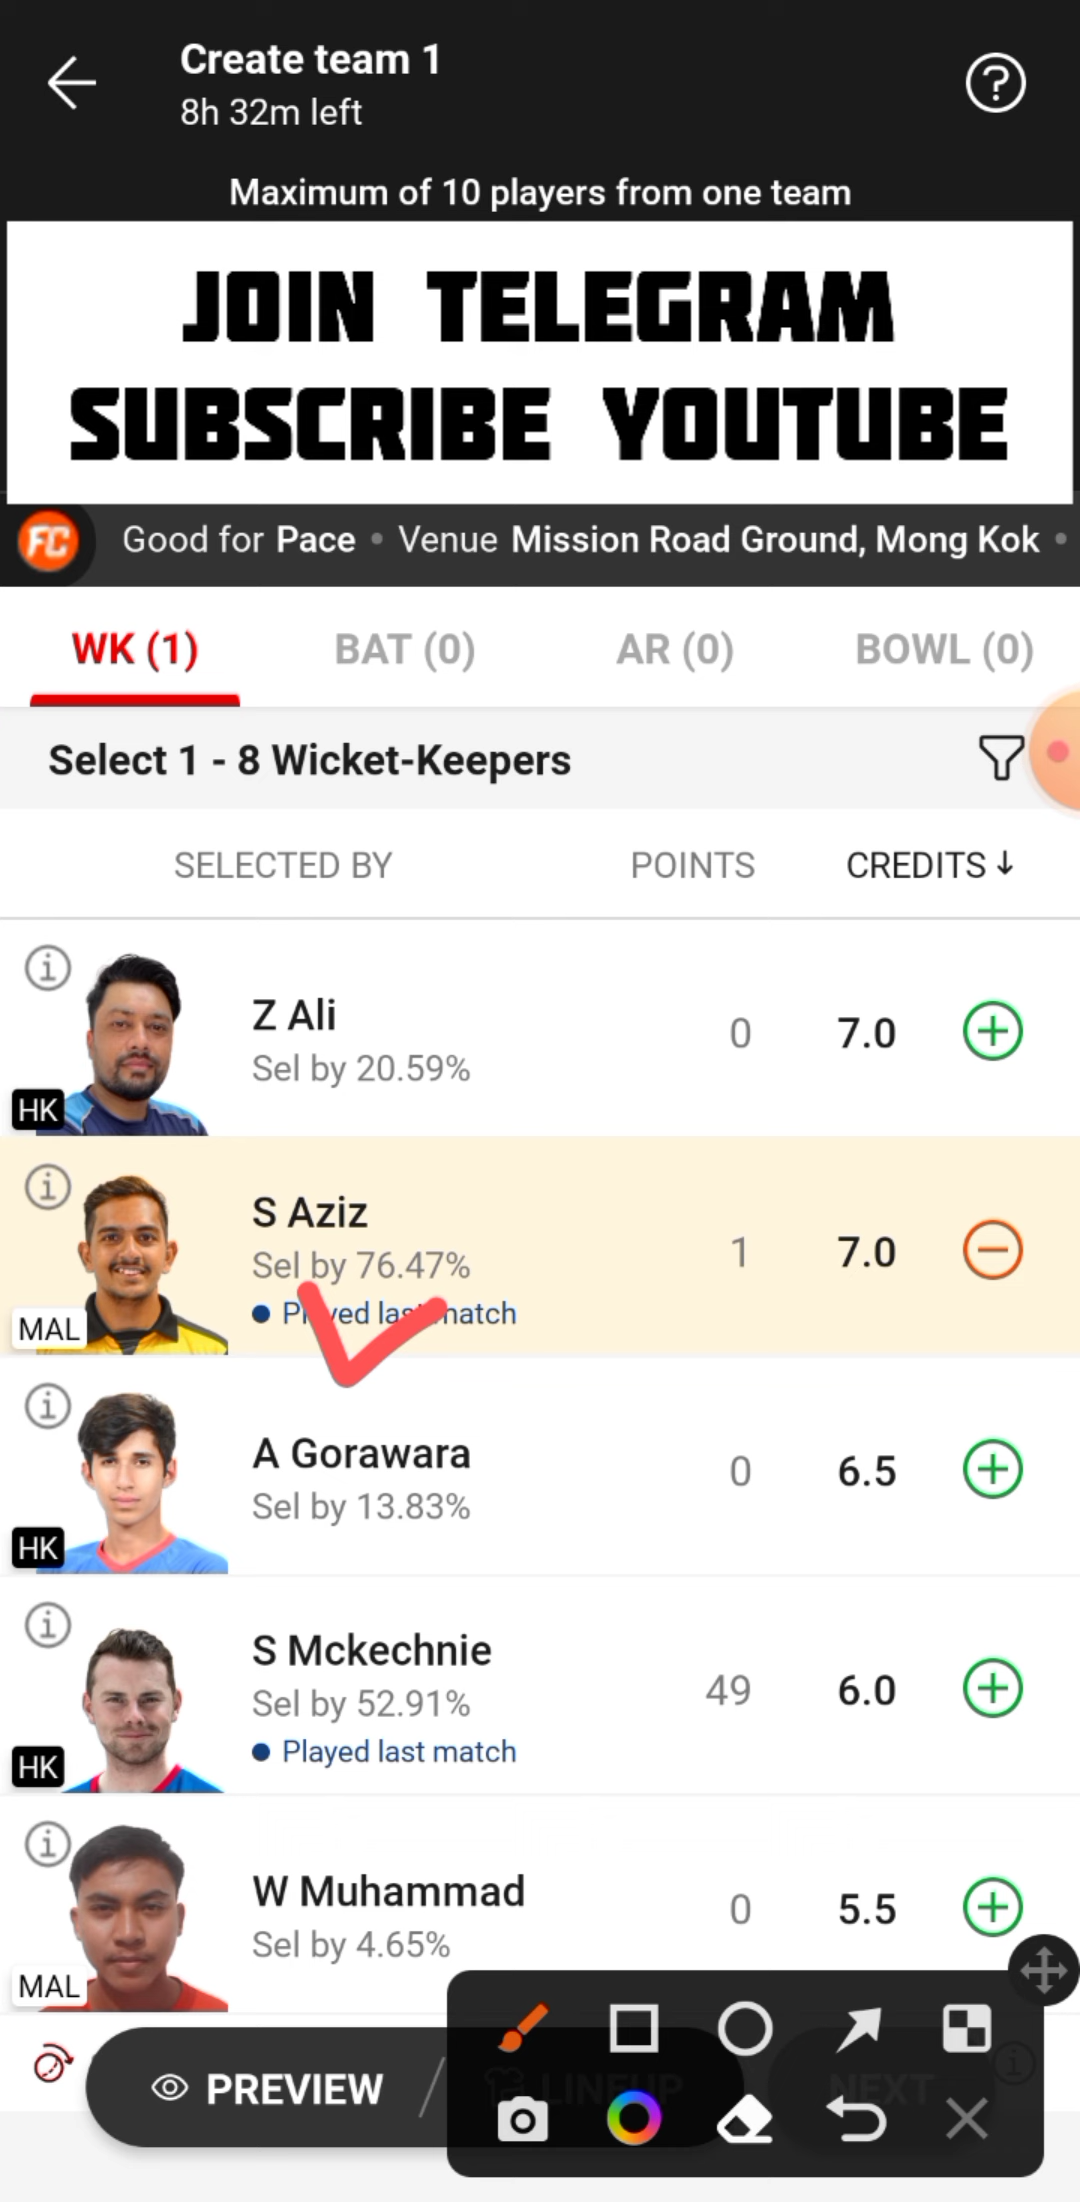 Create team 1
8h 32m left
Maximum of 10 players from one team
JOIN TELEGRAM
SUBSCRIBE YOUTUBE
FC Good for Pace • Venue Mission Road Ground, Mong Kok •
WK (1) BAT (0) AR (0) BOWL (0)
Select 1 - 8 Wicket-Keepers
SELECTED BY POINTS CREDITS ↓
Z Ali
Sel by 20.59%
0 7.0
HK
S Aziz
Sel by 76.47%
Played last match
1 7.0
MAL
A Gorawara
Sel by 13.83%
0 6.5
HK
S Mckechnie
Sel by 52.91%
Played last match
49 6.0
HK
W Muhammad
Sel by 4.65%
0 5.5
MAL
PREVIEW / LINEUP NEXT